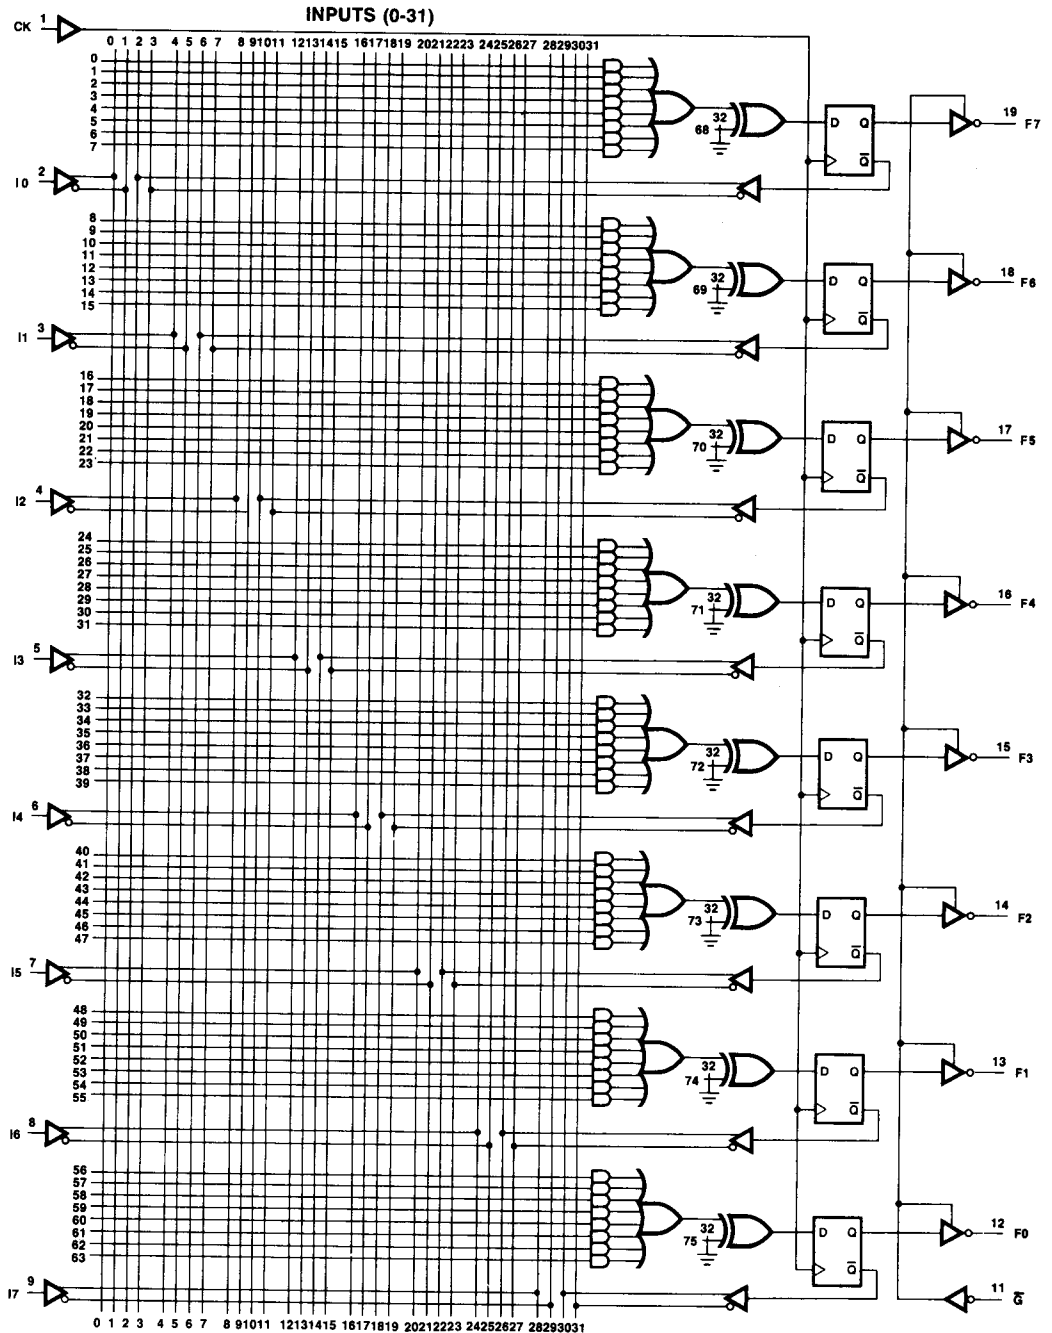 INPUTS (0-31)
CK 1
0 1 2 3 4 5 6 7 8 9 10 11 12 13 14 15 16 17 18 19 20 21 22 23 24 25 26 27 28 29 30 31
0
1
2
3
4
5
6
7
32
68
D Q
Q̅
19 F7
I0 2
8
9
10
11
12
13
14
15
32
69
D Q
Q̅
18 F6
I1 3
16
17
18
19
20
21
22
23
32
70
D Q
Q̅
17 F5
I2 4
24
25
26
27
28
29
30
31
32
71
D Q
Q̅
16 F4
I3 5
32
33
34
35
36
37
38
39
32
72
D Q
Q̅
15 F3
I4 6
40
41
42
43
44
45
46
47
32
73
D Q
Q̅
14 F2
I5 7
48
49
50
51
52
53
54
55
32
74
D Q
Q̅
13 F1
I6 8
56
57
58
59
60
61
62
63
32
75
D Q
Q̅
12 F0
I7 9
11 G̅
0 1 2 3 4 5 6 7 8 9 10 11 12 13 14 15 16 17 18 19 20 21 22 23 24 25 26 27 28 29 30 31